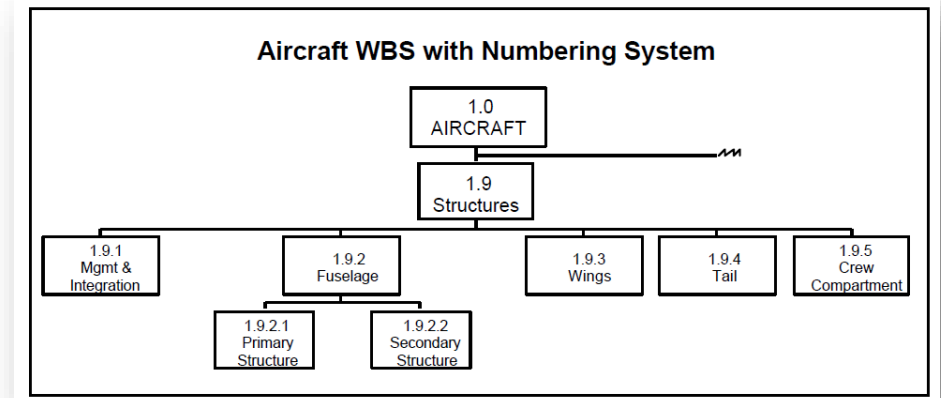 Aircraft WBS with Numbering System
1.0
AIRCRAFT
1.9
Structures
1.9.1
Mgmt &
Integration
1.9.2
Fuselage
1.9.3
Wings
1.9.4
Tail
1.9.5
Crew
Compartment
1.9.2.1
Primary
Structure
1.9.2.2
Secondary
Structure